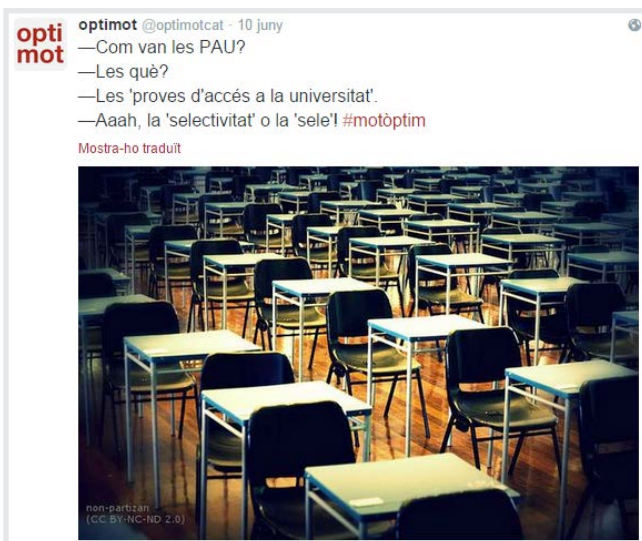 opti
mot
optimot @optimotcat · 10 juny
—Com van les PAU?
—Les què?
—Les 'proves d'accés a la universitat'.
—Aaah, la 'selectivitat' o la 'sele'! #motòptim
Mostra-ho traduït
non-partizan
(CC BY-NC-ND 2.0)